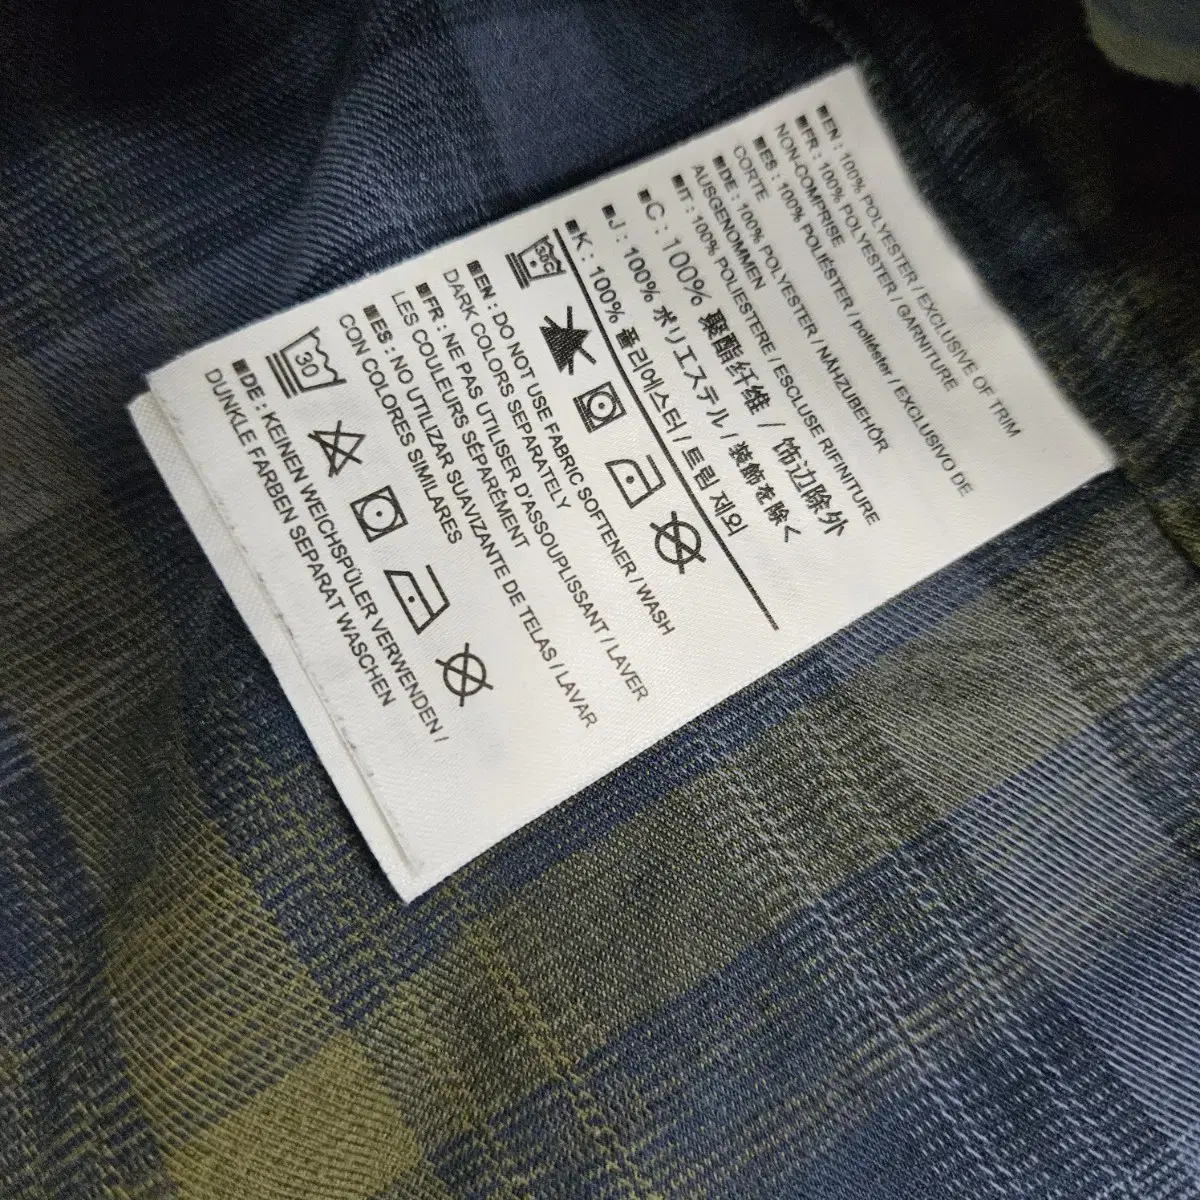 ■EN : 100% POLYESTER / EXCLUSIVE OF TRIM
■FR : 100% POLYESTER / GARNITURE
NON-COMPRISE
■ES : 100% POLIÉSTER / poliéster / EXCLUSIVO DE
CORTE
■DE : 100% POLYESTER / NÄHZUBEHÖR
AUSGENOMMEN
■IT : 100% POLIESTERE / ESCLUSE RIFINITURE
■C : 100% 聚酯纤维 / 饰边除外
■J : 100% ポリエステル / 装飾を除く
■K : 100% 폴리에스터 / 트림 제외
30C
■EN : DO NOT USE FABRIC SOFTENER / WASH
DARK COLORS SEPARATELY
■FR : NE PAS UTILISER D'ASSOUPLISSANT / LAVER
LES COULEURS SÉPARÉMENT
■ES : NO UTILIZAR SUAVIZANTE DE TELAS / LAVAR
CON COLORES SIMILARES
30
■DE : KEINEN WEICHSPÜLER VERWENDEN /
DUNKLE FARBEN SEPARAT WASCHEN